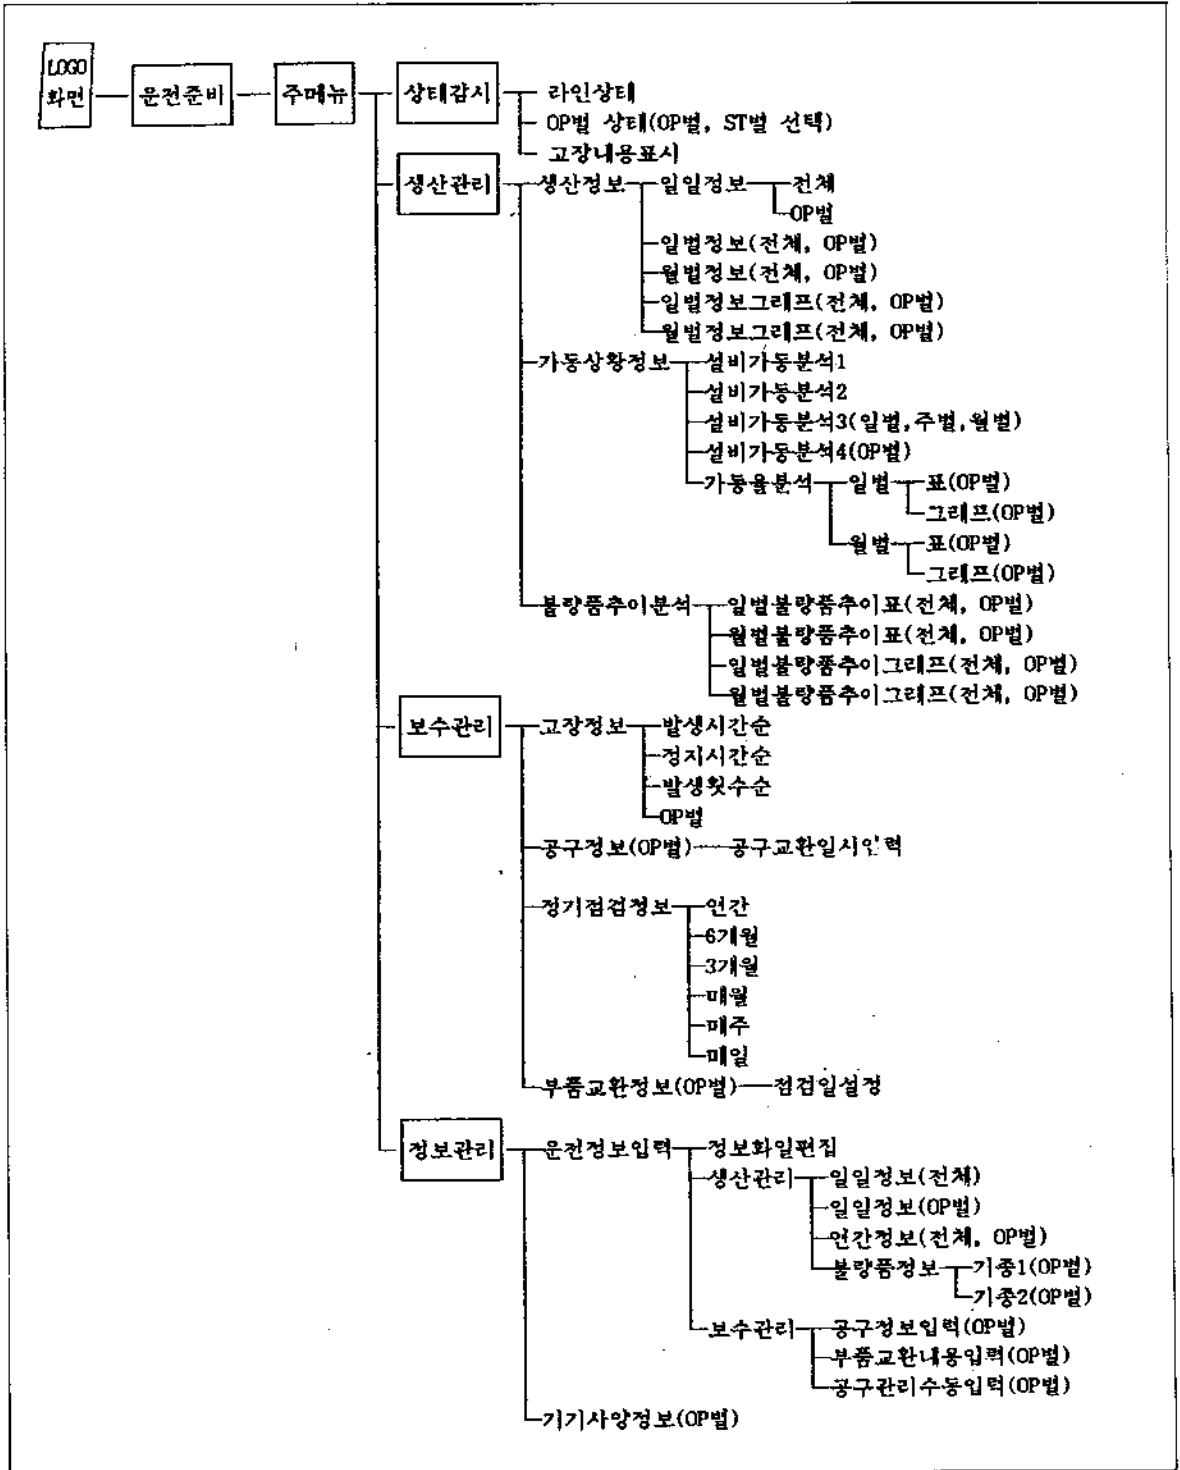 LOGO
화면
운전준비
주메뉴
상태감시
라인상태
OP별 상태(OP별, ST별 선택)
고장내용표시
생산관리
생산정보
일일정보
전체
OP별
일별정보(전체, OP별)
월별정보(전체, OP별)
일별정보그래프(전체, OP별)
월별정보그래프(전체, OP별)
가동상황정보
설비가동분석1
설비가동분석2
설비가동분석3(일별,주별,월별)
설비가동분석4(OP별)
가동율분석
일별
표(OP별)
그래프(OP별)
월별
표(OP별)
그래프(OP별)
불량품추이분석
일별불량품추이표(전체, OP별)
월별불량품추이표(전체, OP별)
일별불량품추이그래프(전체, OP별)
월별불량품추이그래프(전체, OP별)
보수관리
고장정보
발생시간순
정지시간순
발생횟수순
OP별
공구정보(OP별)
공구교환일시입력
정기점검정보
연간
6개월
3개월
매월
매주
매일
부품교환정보(OP별)
점검일설정
정보관리
운전정보입력
정보화일편집
생산관리
일일정보(전체)
일일정보(OP별)
연간정보(전체, OP별)
불량품정보
기종1(OP별)
기종2(OP별)
보수관리
공구정보입력(OP별)
부품교환내용입력(OP별)
공구관리수동입력(OP별)
기기사양정보(OP별)